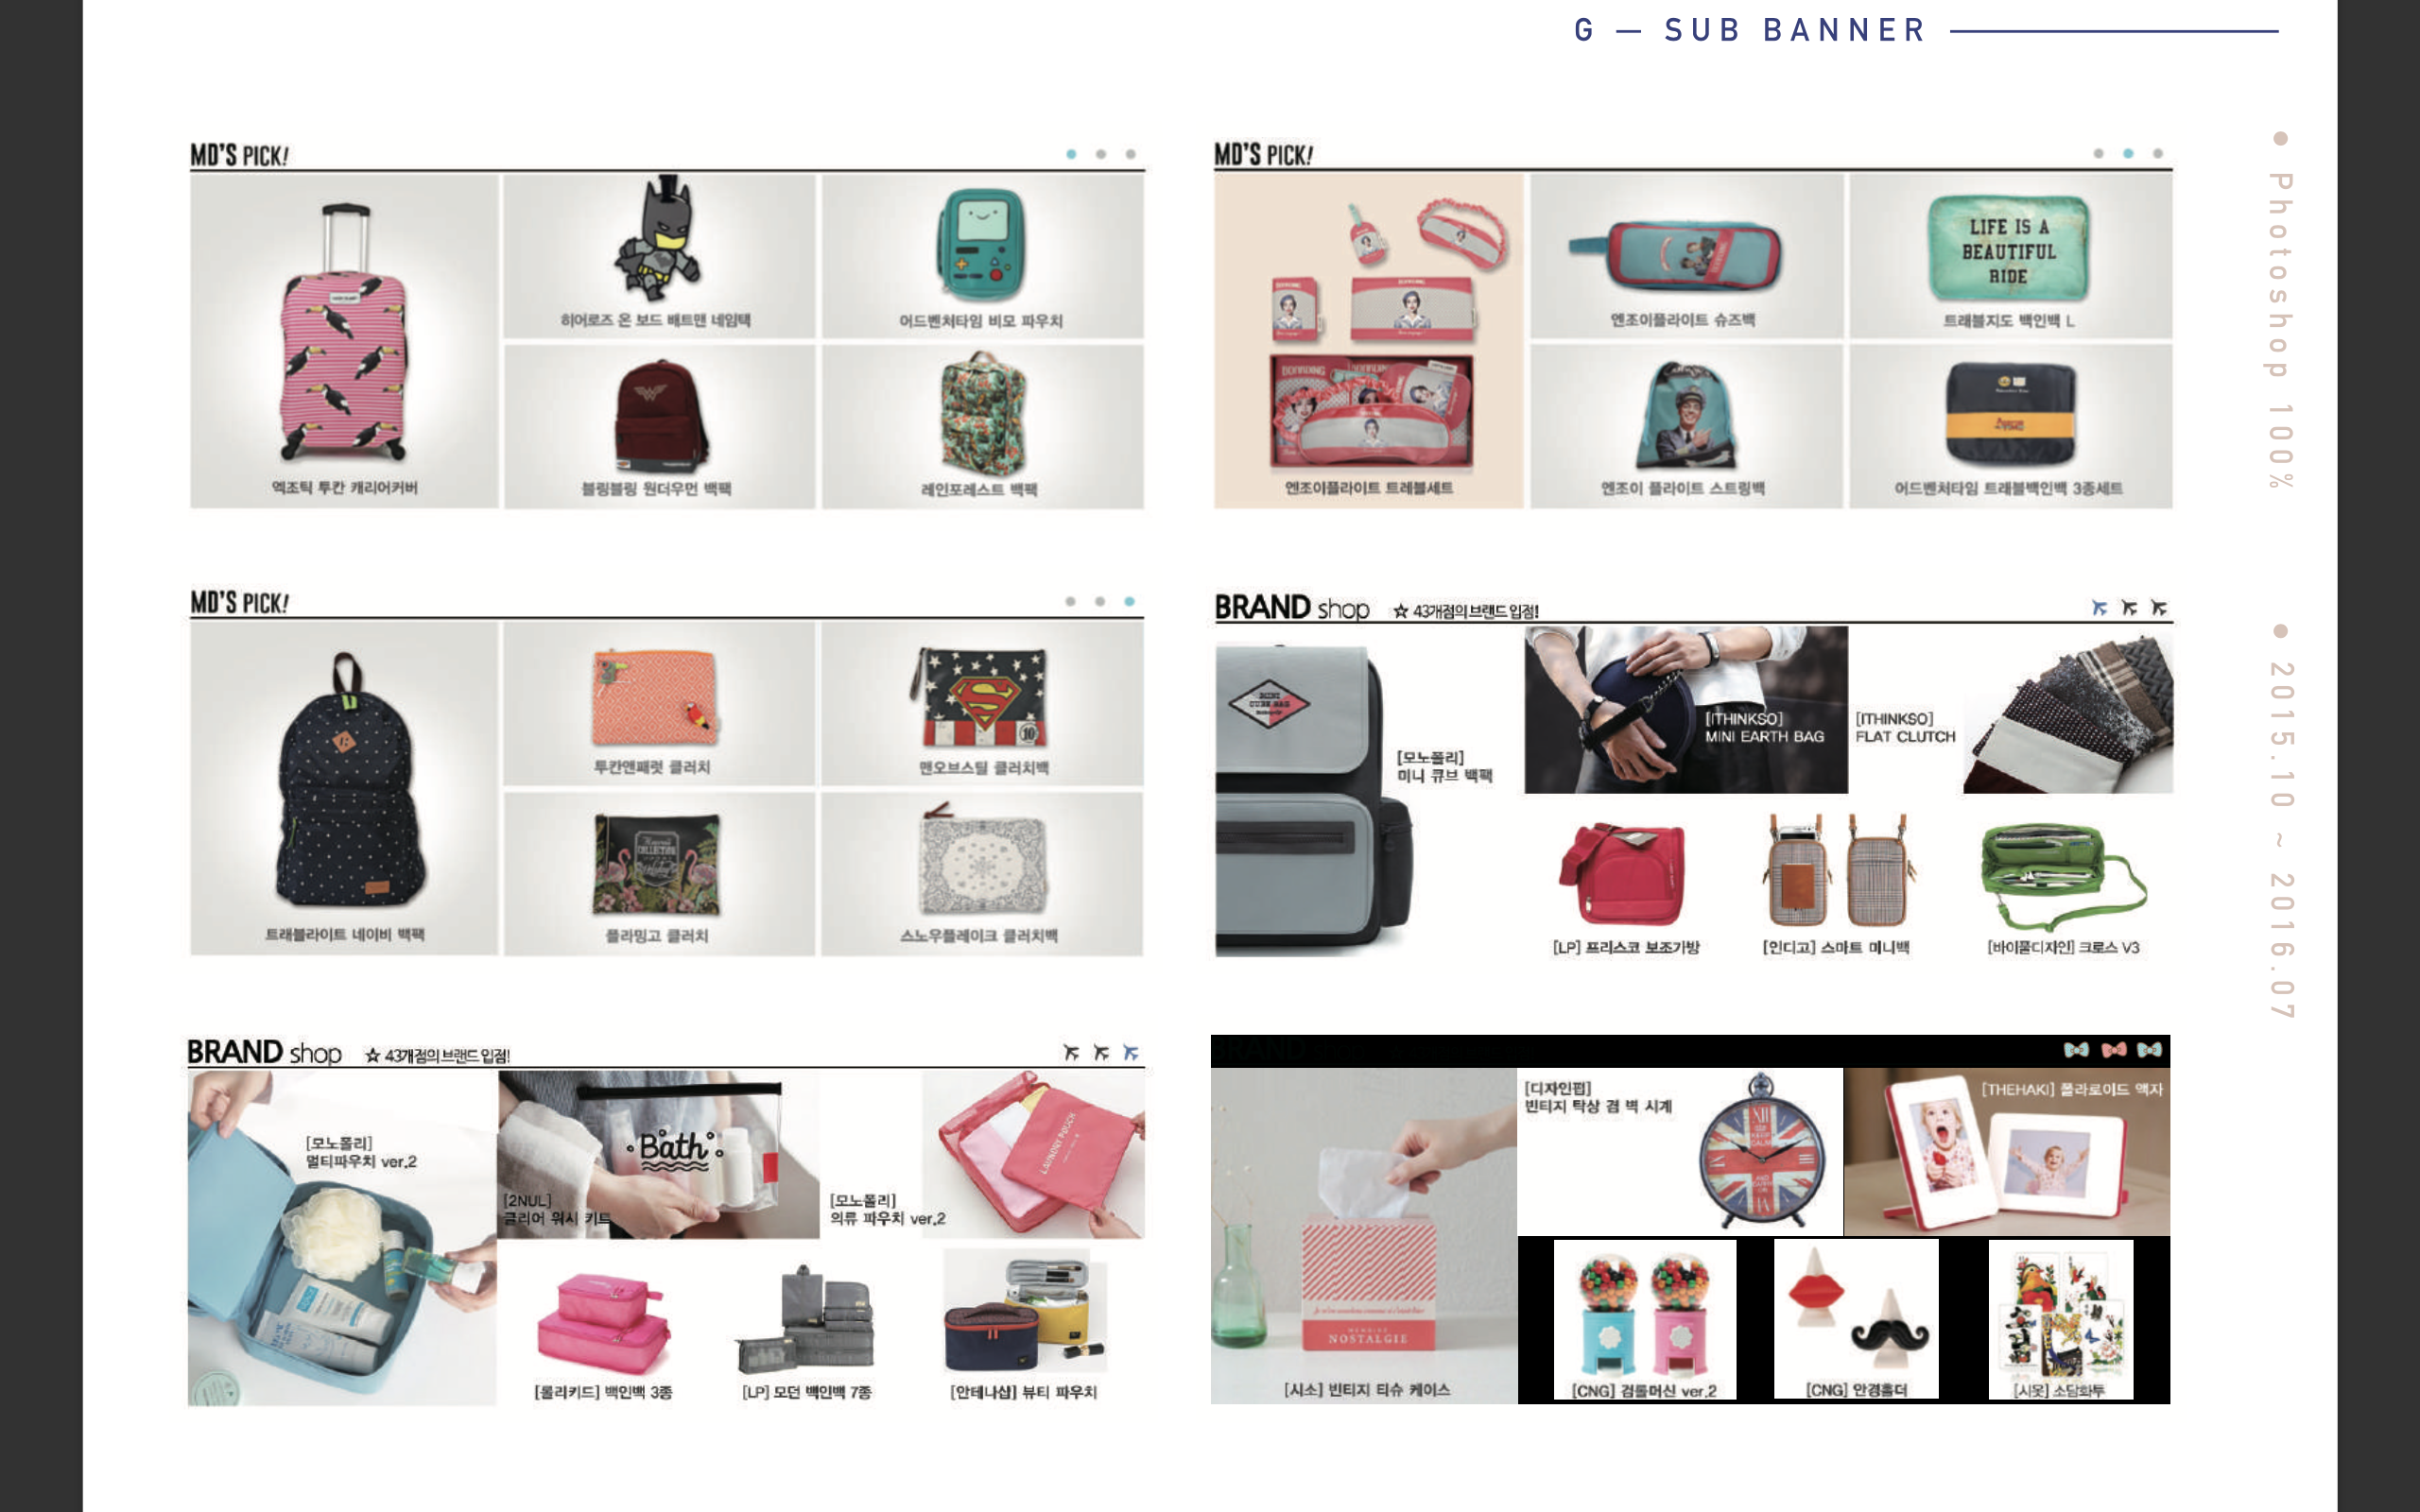 G — SUB BANNER
MD'S PICK!
엑조틱 투칸 캐리어커버
히어로즈 온 보드 배트맨 네임택
어드벤처타임 비모 파우치
블링블링 원더우먼 백팩
레인포레스트 백팩
MD'S PICK!
BOARDING
엔조이플라이트 트레블세트
엔조이플라이트 슈즈백
LIFE IS A
BEAUTIFUL
RIDE
트래블지도 백인백 L
엔조이 플라이트 스트링백
어드벤처타임 트래블백인백 3종세트
MD'S PICK!
트래블라이트 네이비 백팩
투칸앤패럿 클러치
10
맨오브스틸 클러치백
COLLECTION
플라밍고 클러치
스노우플레이크 클러치백
BRAND shop ☆ 43개점의 브랜드 입점!
MINI
CUBE BAG
[모노폴리]
미니 큐브 백팩
[ITHINKSO]
MINI EARTH BAG
[ITHINKSO]
FLAT CLUTCH
[LP] 프리스코 보조가방
[인디고] 스마트 미니백
[바이풀디자인] 크로스 V3
BRAND shop ☆ 43개점의 브랜드 입점!
[모노폴리]
멀티파우치 ver.2
Bath
[2NUL]
클리어 워시 키트
[모노폴리]
의류 파우치 ver.2
LAUNDRY POUCH
[롤리키드] 백인백 3종
[LP] 모던 백인백 7종
[안테나샵] 뷰티 파우치
BRAND
NOSTALGIE
[시소] 빈티지 티슈 케이스
[디자인펍]
빈티지 탁상 겸 벽 시계
KEEP
CALM
AND
CARRY
ON
[THEHAKI] 폴라로이드 액자
[CNG] 검볼머신 ver.2
[CNG] 안경홀더
[시옷] 소담화투
Photoshop 100%
2015.10 ~ 2016.07